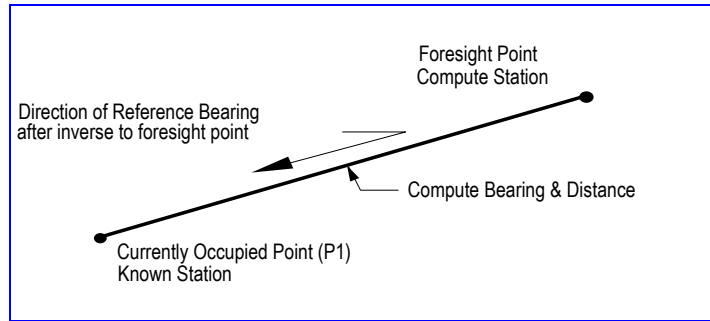 Foresight Point
Compute Station
Direction of Reference Bearing
after inverse to foresight point
Compute Bearing & Distance
Currently Occupied Point (P1)
Known Station